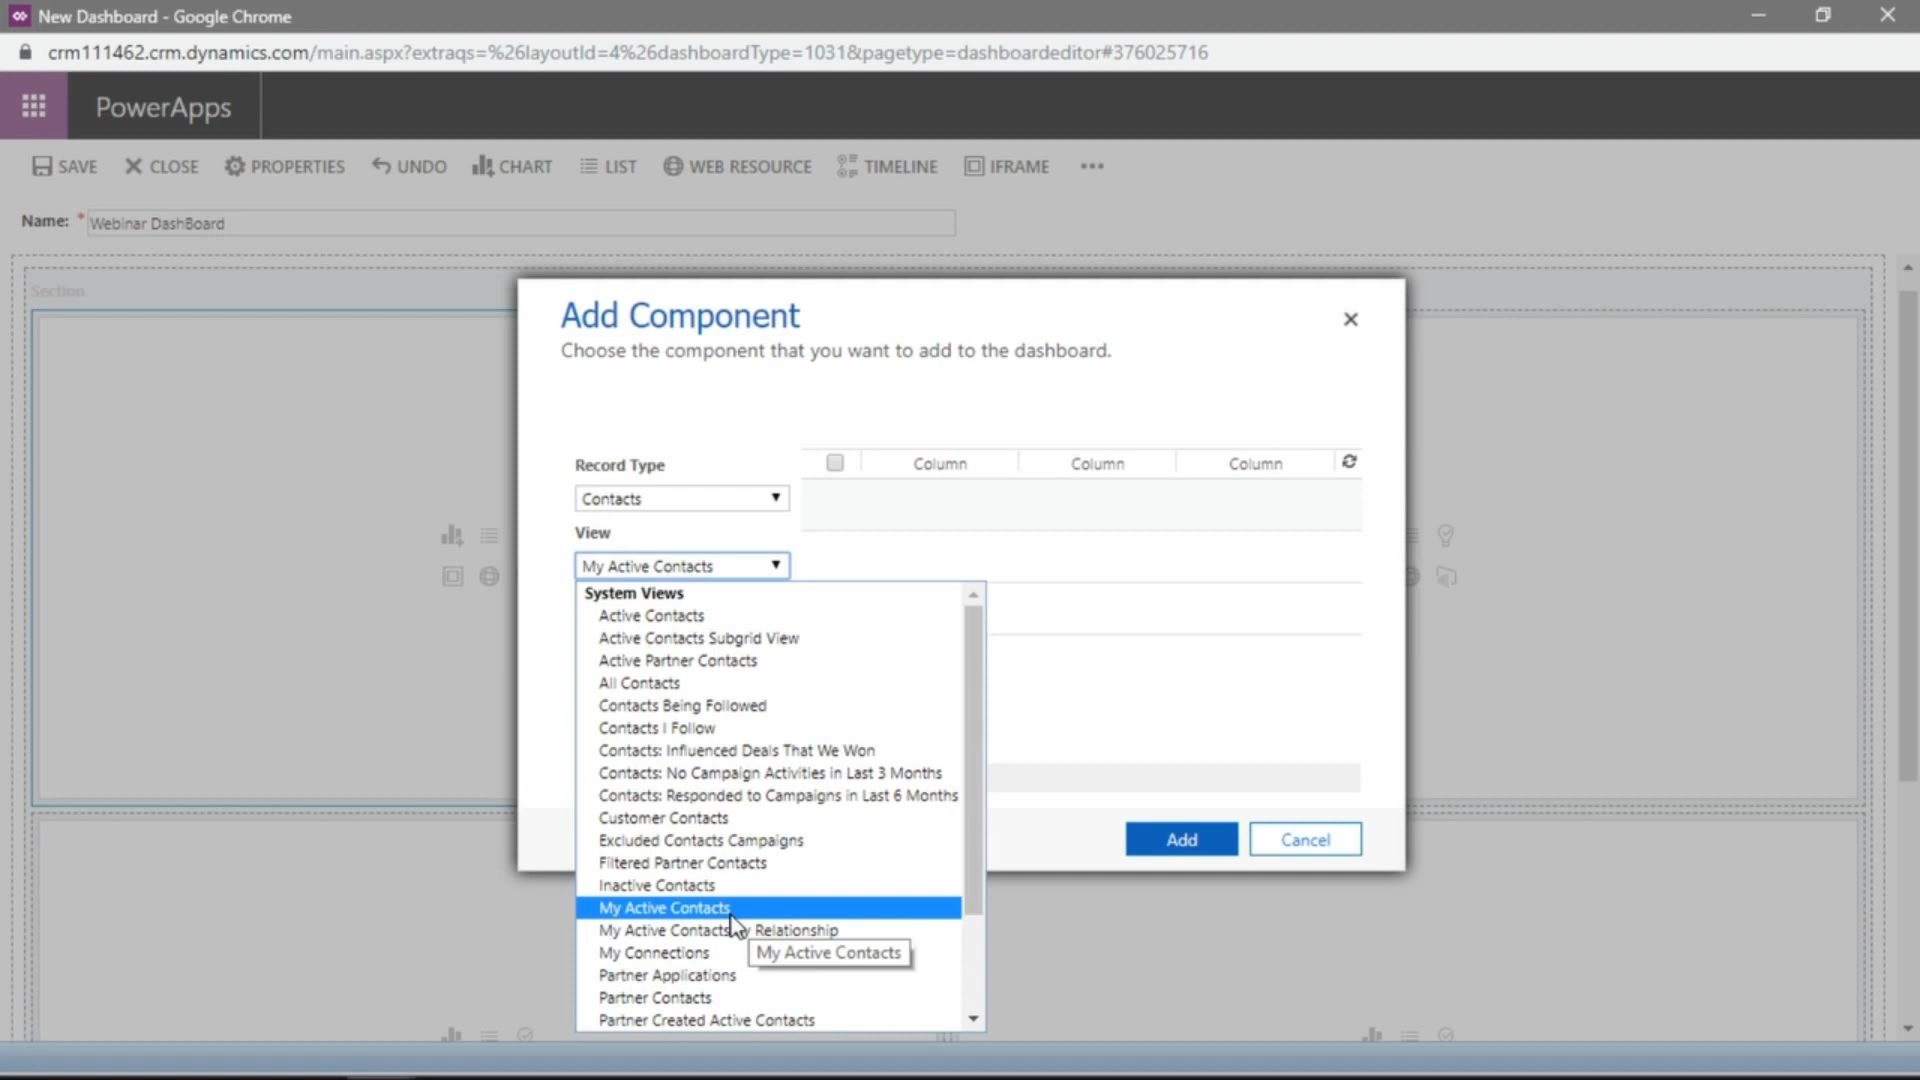 New Dashboard - Google Chrome
crm111462.crm.dynamics.com/main.aspx?extraqs=%26layoutId=4%26dashboardType=1031&pagetype=dashboardeditor#376025716
PowerApps
SAVE CLOSE PROPERTIES UNDO CHART LIST WEB RESOURCE TIMELINE IFRAME •••
Name: * Webinar DashBoard
Section
Add Component
Choose the component that you want to add to the dashboard.
Record Type
Column Column Column
Contacts
View
My Active Contacts
System Views
Active Contacts
Active Contacts Subgrid View
Active Partner Contacts
All Contacts
Contacts Being Followed
Contacts I Follow
Contacts: Influenced Deals That We Won
Contacts: No Campaign Activities in Last 3 Months
Contacts: Responded to Campaigns in Last 6 Months
Customer Contacts
Excluded Contacts Campaigns
Filtered Partner Contacts
Inactive Contacts
My Active Contacts
My Active Contacts y Relationship
My Connections
My Active Contacts
Partner Applications
Partner Contacts
Partner Created Active Contacts
Add Cancel